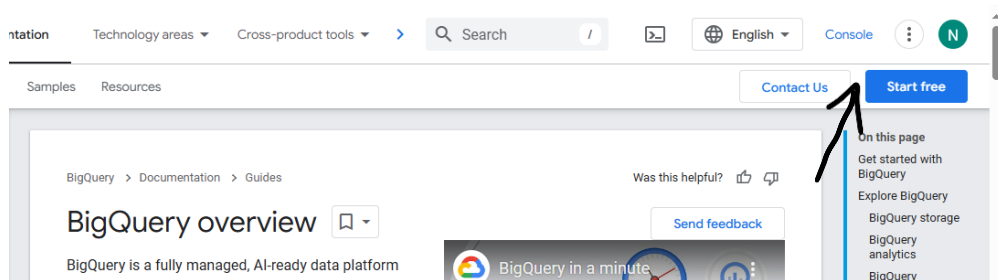 ntation Technology areas Cross-product tools Search / English Console N
Samples Resources Contact Us Start free
BigQuery > Documentation > Guides Was this helpful?
BigQuery overview Send feedback
BigQuery is a fully managed, AI-ready data platform
BigQuery in a minute
On this page
Get started with
BigQuery
Explore BigQuery
BigQuery storage
BigQuery
analytics
BigQuery